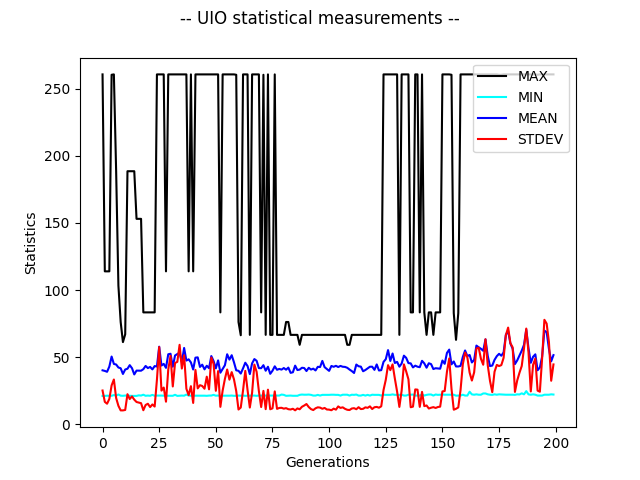 -- UIO statistical measurements --
MAX
MIN
MEAN
STDEV
250
200
150
100
50
0
Statistics
0 25 50 75 100 125 150 175 200
Generations